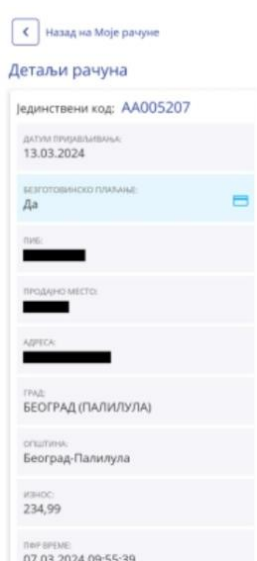 Назад на Моје рачуне
Детаљи рачуна
Јединствени код: AA005207
ДАТУМ ПРИЈАВЉИВАЊА:
13.03.2024
БЕЗГОТОВИНСКО ПЛАЋАЊЕ:
Да
ПИБ:
ПРОДАЈНО МЕСТО:
АДРЕСА:
ГРАД:
БЕОГРАД (ПАЛИЛУЛА)
ОПШТИНА:
Београд-Палилула
ИЗНОС:
234,99
ПФР ВРЕМЕ:
07.03.2024 09:55:39